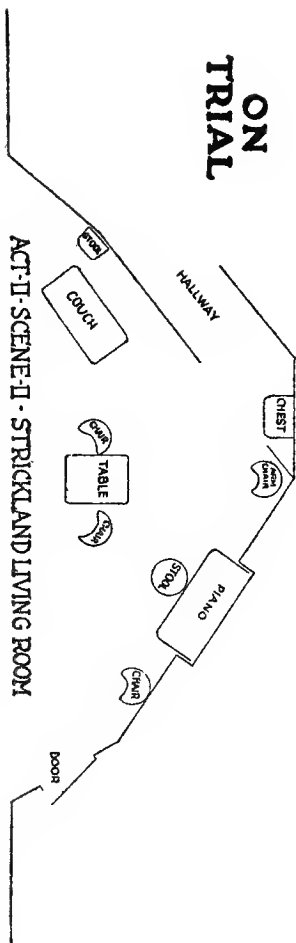 ON
TRIAL
HALLWAY
STOOL
COUCH
CHEST
ARM
CHAIR
CHAIR
TABLE
CHAIR
STOOL
PIANO
CHAIR
DOOR
ACT-II-SCENE-II - STRICKLAND LIVING ROOM